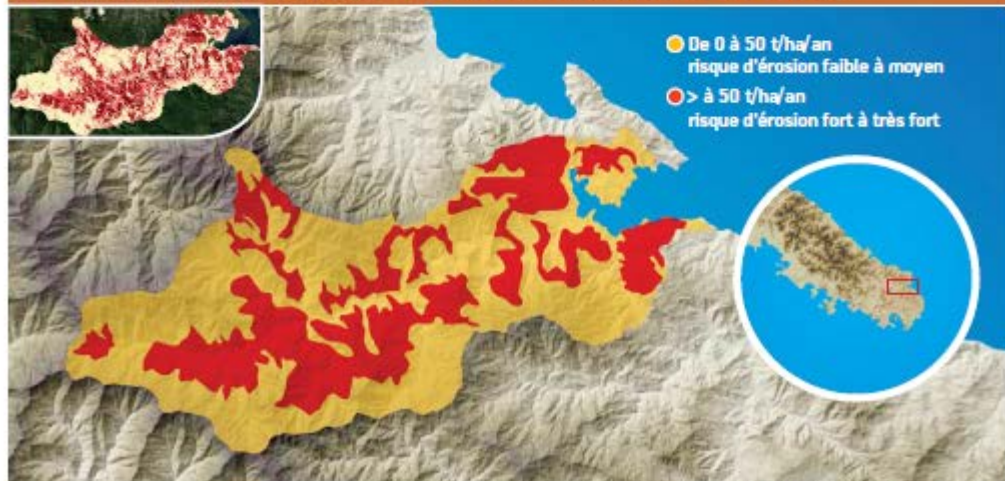 De 0 à 50 t/ha/an
risque d'érosion faible à moyen
> à 50 t/ha/an
risque d'érosion fort à très fort